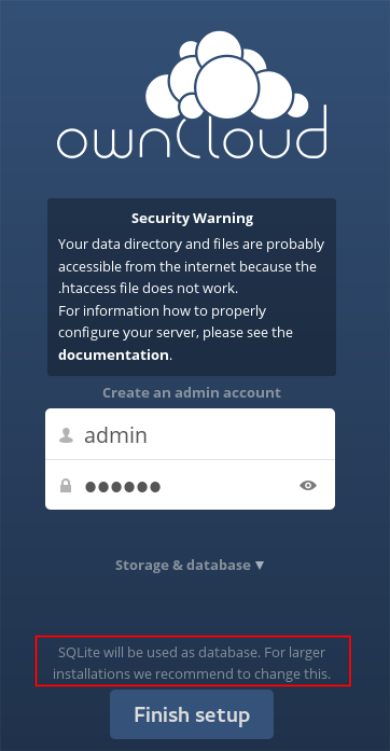 ownCloud
Security Warning
Your data directory and files are probably
accessible from the internet because the
.htaccess file does not work.
For information how to properly
configure your server, please see the
documentation.
Create an admin account
admin
●●●●●●
Storage & database ▼
SQLite will be used as database. For larger
installations we recommend to change this.
Finish setup